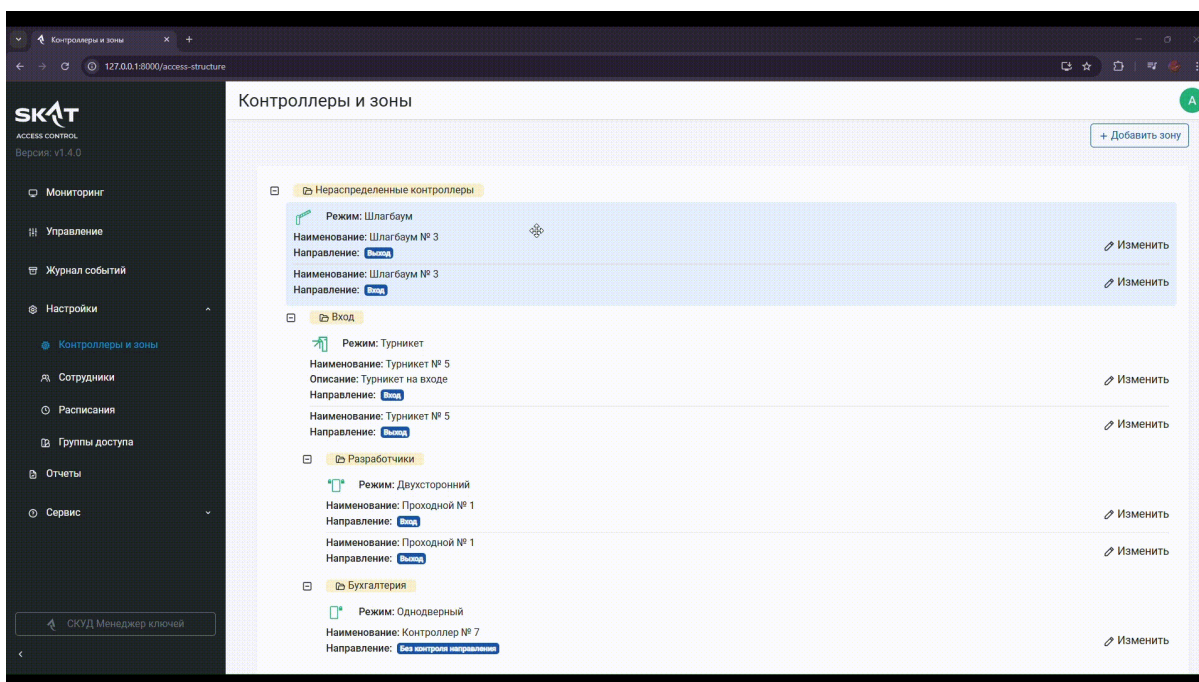 Контроллеры и зоны
127.0.0.1:8000/access-structure
SKAT
ACCESS CONTROL
Версия: v1.4.0
Мониторинг
Управление
Журнал событий
Настройки
Контроллеры и зоны
Сотрудники
Расписания
Группы доступа
Отчеты
Сервис
СКУД Менеджер ключей
Контроллеры и зоны
А
+ Добавить зону
Нераспределенные контроллеры
Режим: Шлагбаум
Наименование: Шлагбаум № 3
Направление: Выход
Изменить
Наименование: Шлагбаум № 3
Направление: Вход
Изменить
Вход
Режим: Турникет
Наименование: Турникет № 5
Описание: Турникет на входе
Направление: Вход
Изменить
Наименование: Турникет № 5
Направление: Выход
Изменить
Разработчики
Режим: Двухсторонний
Наименование: Проходной № 1
Направление: Вход
Изменить
Наименование: Проходной № 1
Направление: Выход
Изменить
Бухгалтерия
Режим: Однодверный
Наименование: Контроллер № 7
Направление: Без контроля направления
Изменить